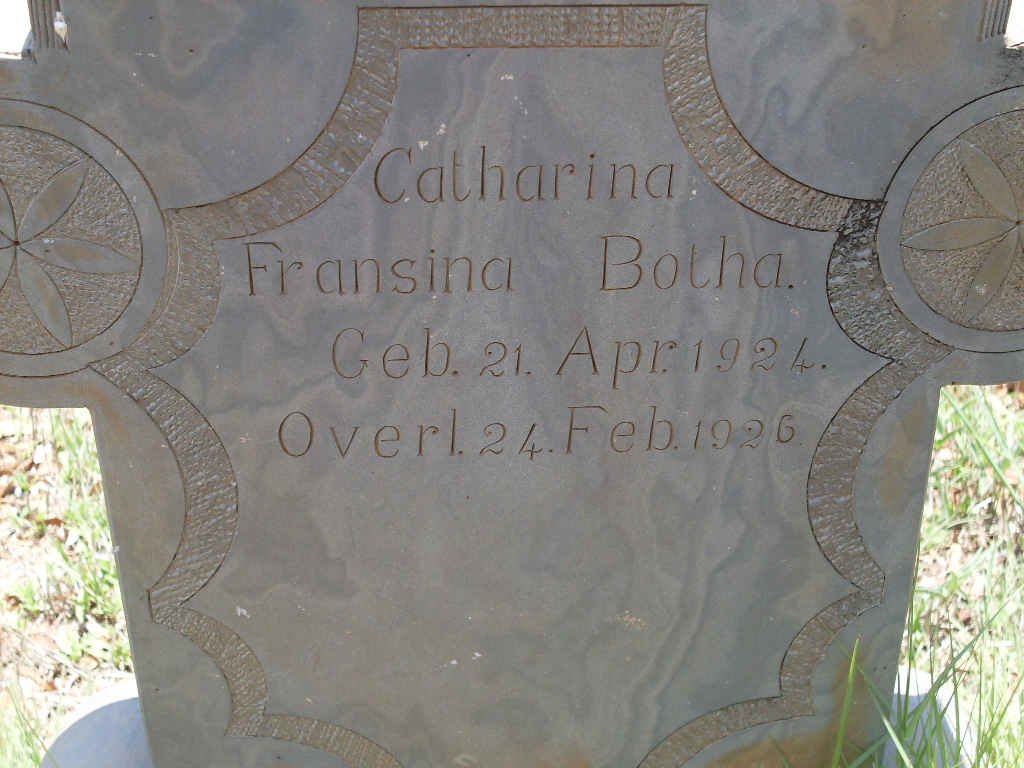 Catharina
Fransina Botha.
Geb. 21. Apr. 1924.
Overl. 24. Feb. 1926.